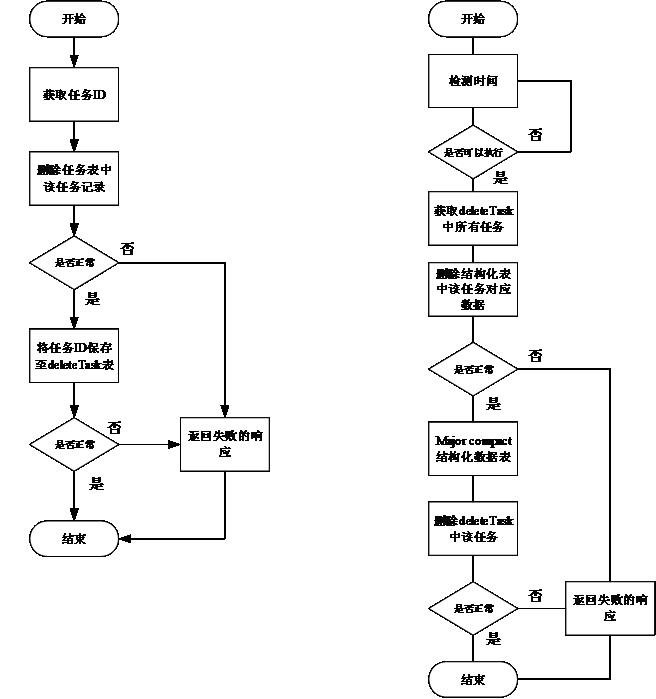 开始
获取任务ID
删除任务表中
该任务记录
是否正常
否
是
将任务ID保存
至deleteTask表
是否正常
否
是
返回失败的响
应
结束
开始
检测时间
是否可以执行
否
是
获取deleteTask
中所有任务
删除结构化表
中该任务对应
数据
是否正常
否
是
Major compact
结构化数据表
删除deleteTask
中该任务
是否正常
否
是
返回失败的响
应
结束